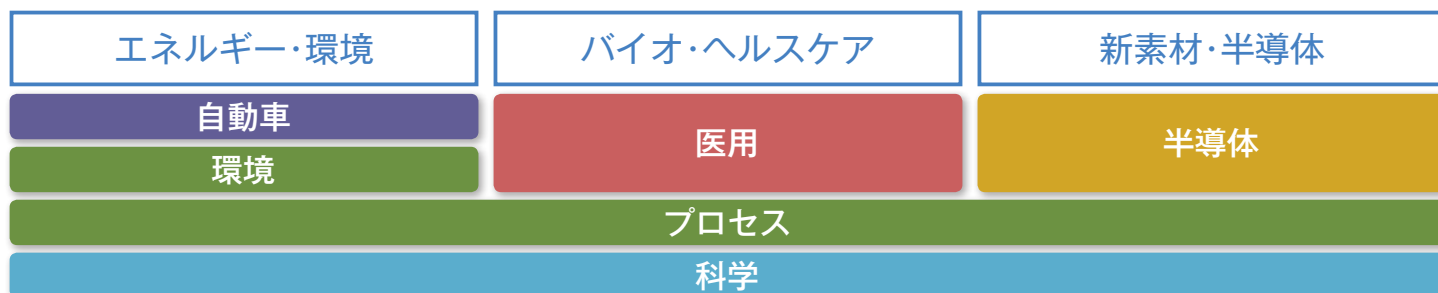 エネルギー・環境
バイオ・ヘルスケア
新素材・半導体
自動車
環境
医用
半導体
プロセス
科学